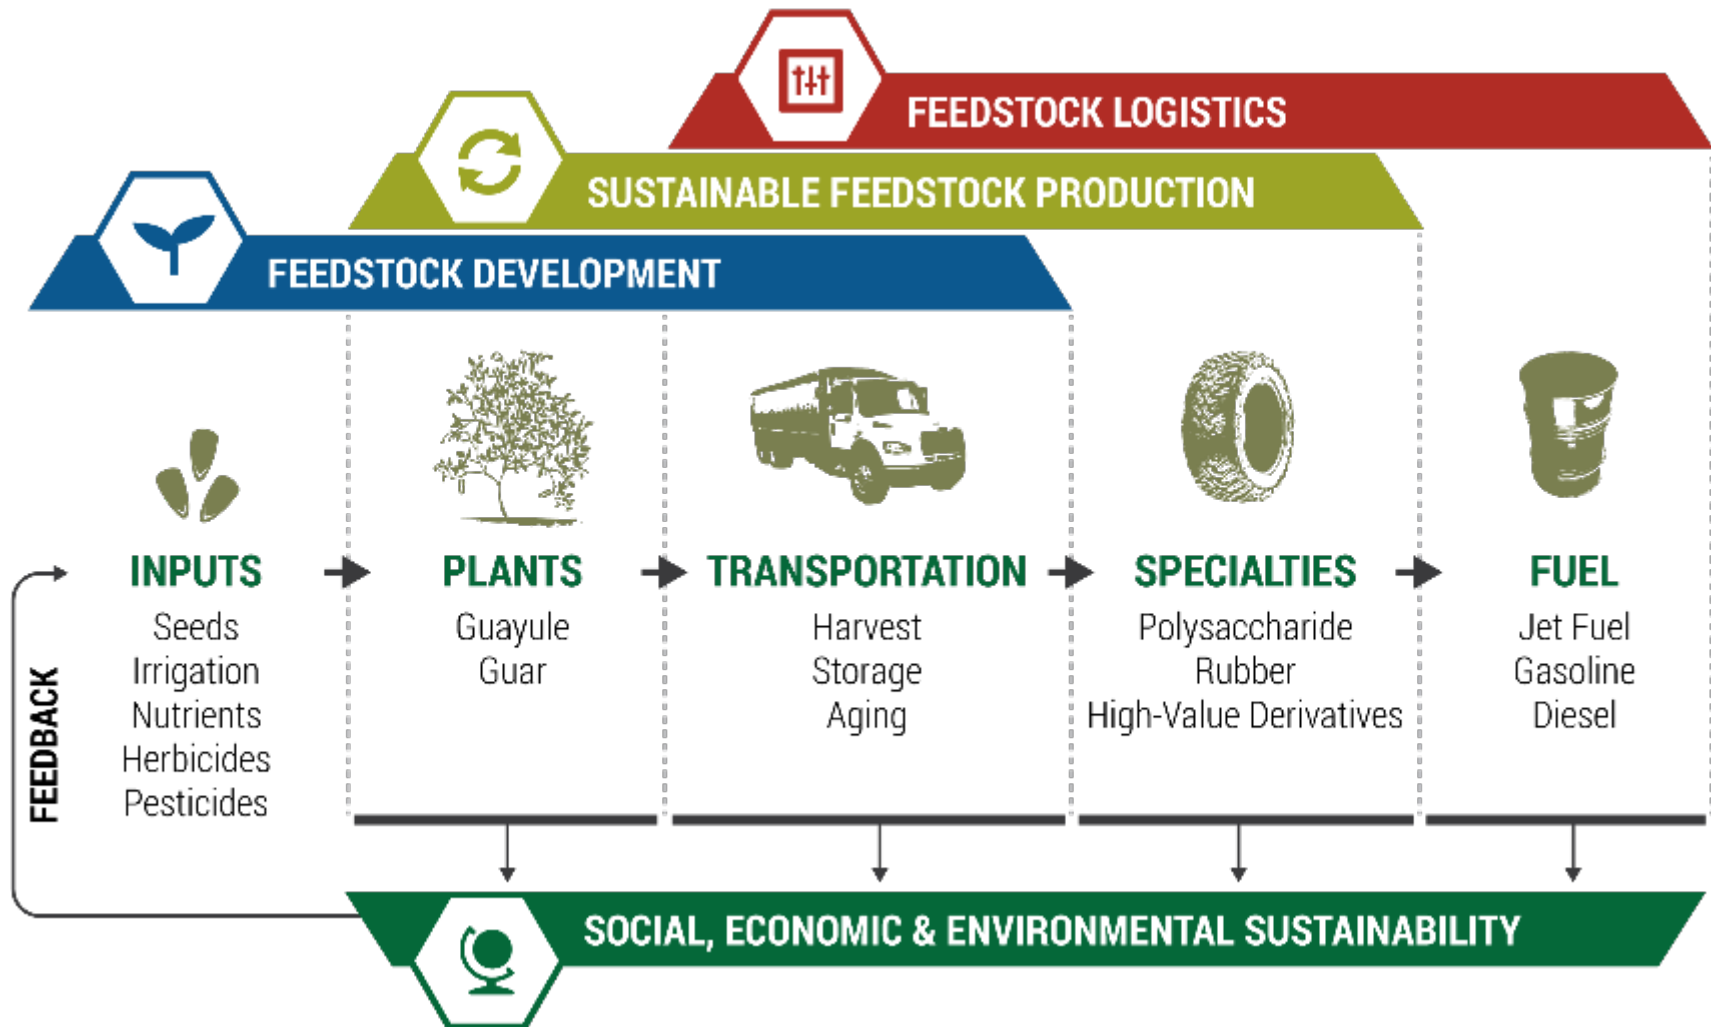 FEEDSTOCK LOGISTICS
SUSTAINABLE FEEDSTOCK PRODUCTION
FEEDSTOCK DEVELOPMENT
INPUTS
Seeds
Irrigation
Nutrients
Herbicides
Pesticides
PLANTS
Guayule
Guar
TRANSPORTATION
Harvest
Storage
Aging
SPECIALTIES
Polysaccharide
Rubber
High-Value Derivatives
FUEL
Jet Fuel
Gasoline
Diesel
FEEDBACK
SOCIAL, ECONOMIC & ENVIRONMENTAL SUSTAINABILITY